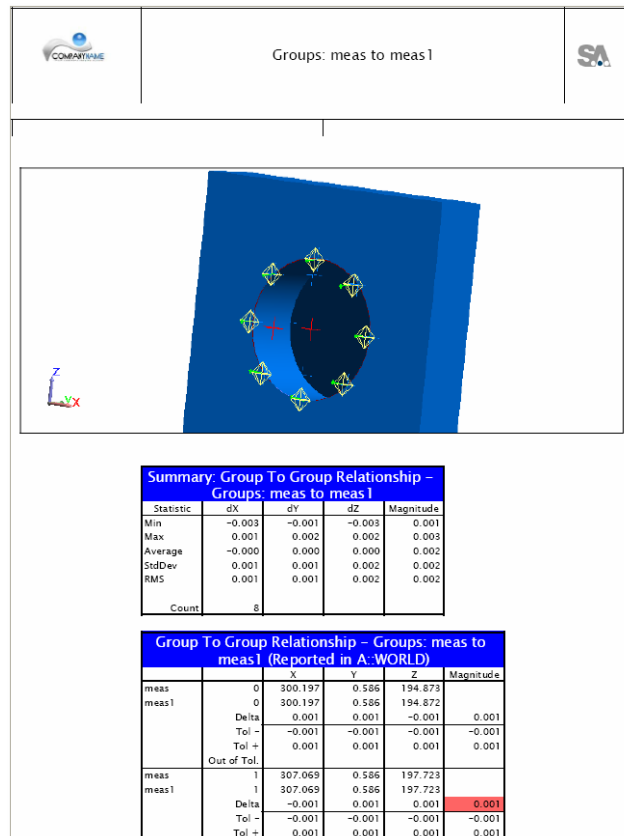 COMPANYNAME
Groups: meas to meas1
SA
Z
Y X
Summary: Group To Group Relationship -
Groups: meas to meas1
Statistic dX dY dZ Magnitude
Min -0.003 -0.001 -0.003 0.001
Max 0.001 0.002 0.002 0.003
Average -0.000 0.000 0.000 0.002
StdDev 0.001 0.001 0.002 0.002
RMS 0.001 0.001 0.002 0.002
Count 8
Group To Group Relationship - Groups: meas to
meas1 (Reported in A::WORLD)
X Y Z Magnitude
meas 0 300.197 0.586 194.873
meas1 0 300.197 0.586 194.872
Delta 0.001 0.001 -0.001 0.001
Tol - -0.001 -0.001 -0.001 -0.001
Tol + 0.001 0.001 0.001 0.001
Out of Tol.
meas 1 307.069 0.586 197.723
meas1 1 307.069 0.586 197.723
Delta -0.001 0.001 0.001 0.001
Tol - -0.001 -0.001 -0.001 -0.001
Tol + 0.001 0.001 0.001 0.001